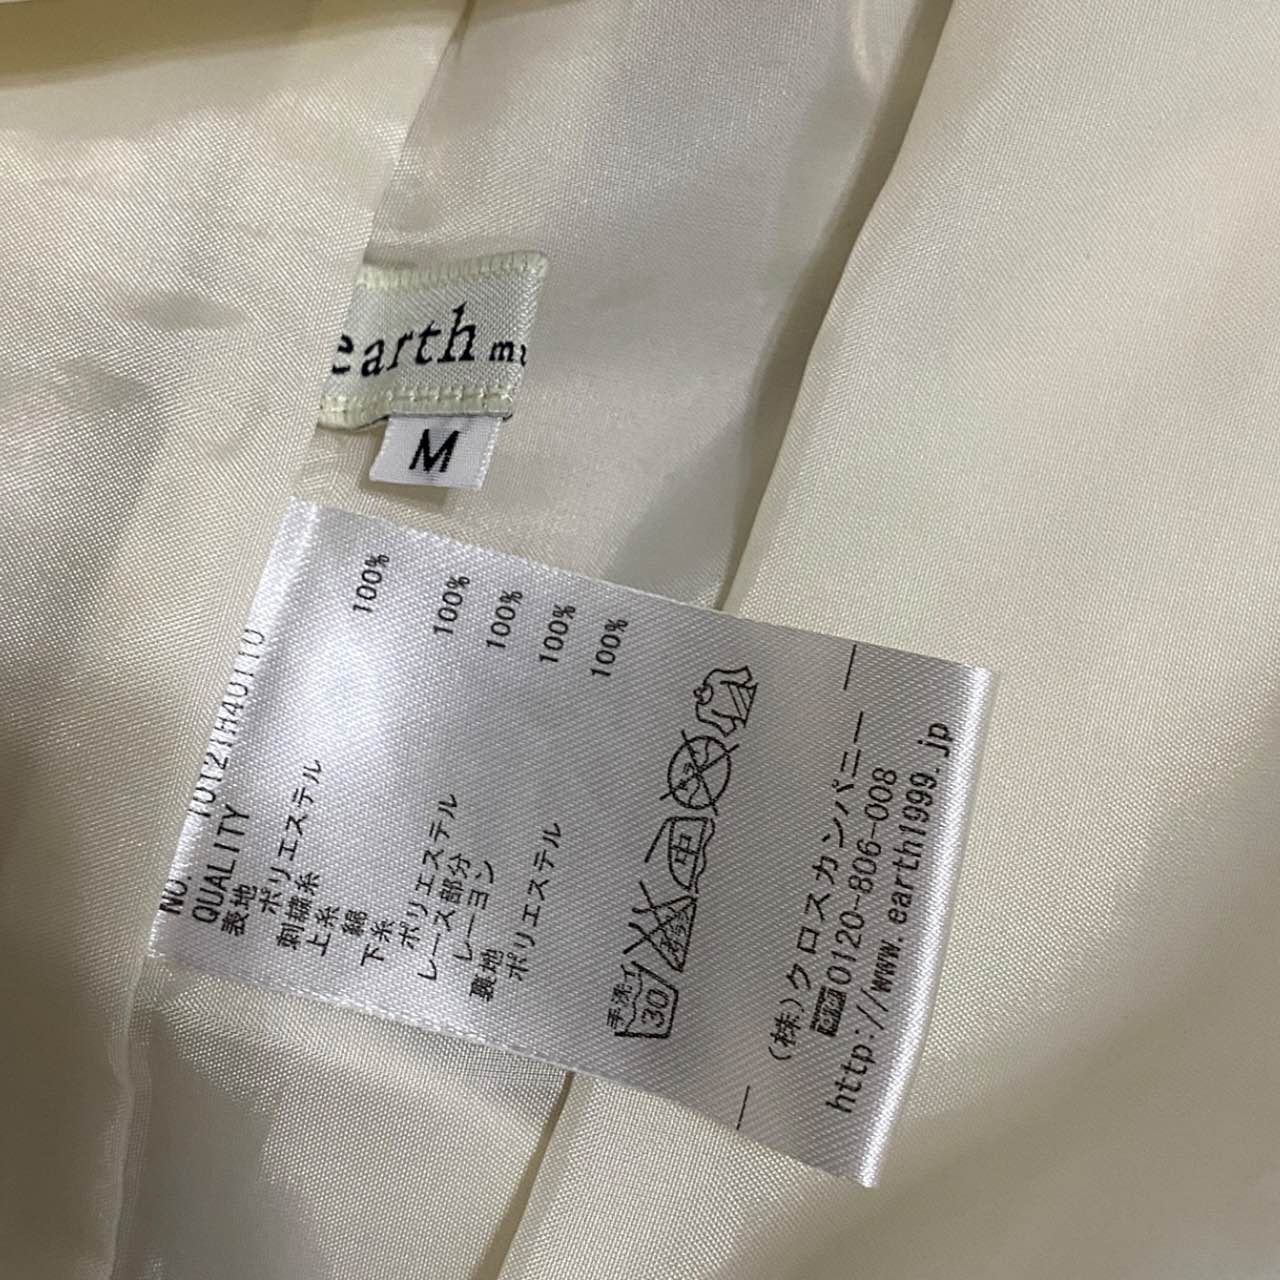 earth mu
M
NO. 10121H40110
QUALITY
表地
ポリエステル 100%
刺繍糸
上糸
綿 100%
下糸
ポリエステル 100%
レース部分
レーヨン 100%
裏地
ポリエステル 100%
手洗イ
30
中
(株)クロスカンパニー
0120-806-008
http://www.earth1999.jp